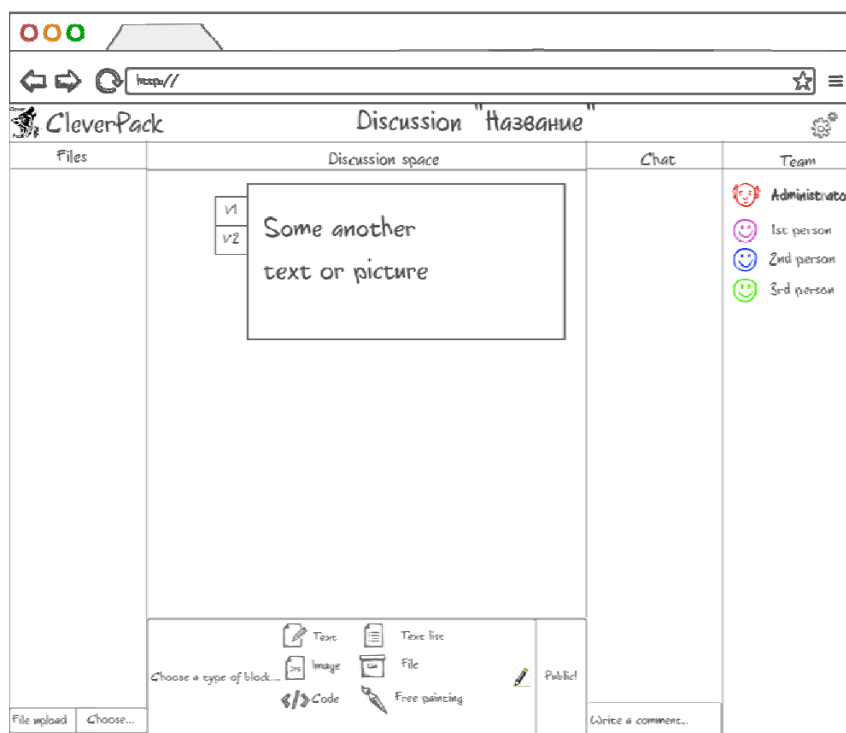 http://
CleverPack
Discussion "Название"
Files
Discussion space
Chat
Team
V1
V2
Some another
text or picture
Administrato
1st person
2nd person
3rd person
Choose a type of block...
Text
Text list
JPG
Image
File
Code
Free painting
Public!
File upload
Choose...
Write a comment...